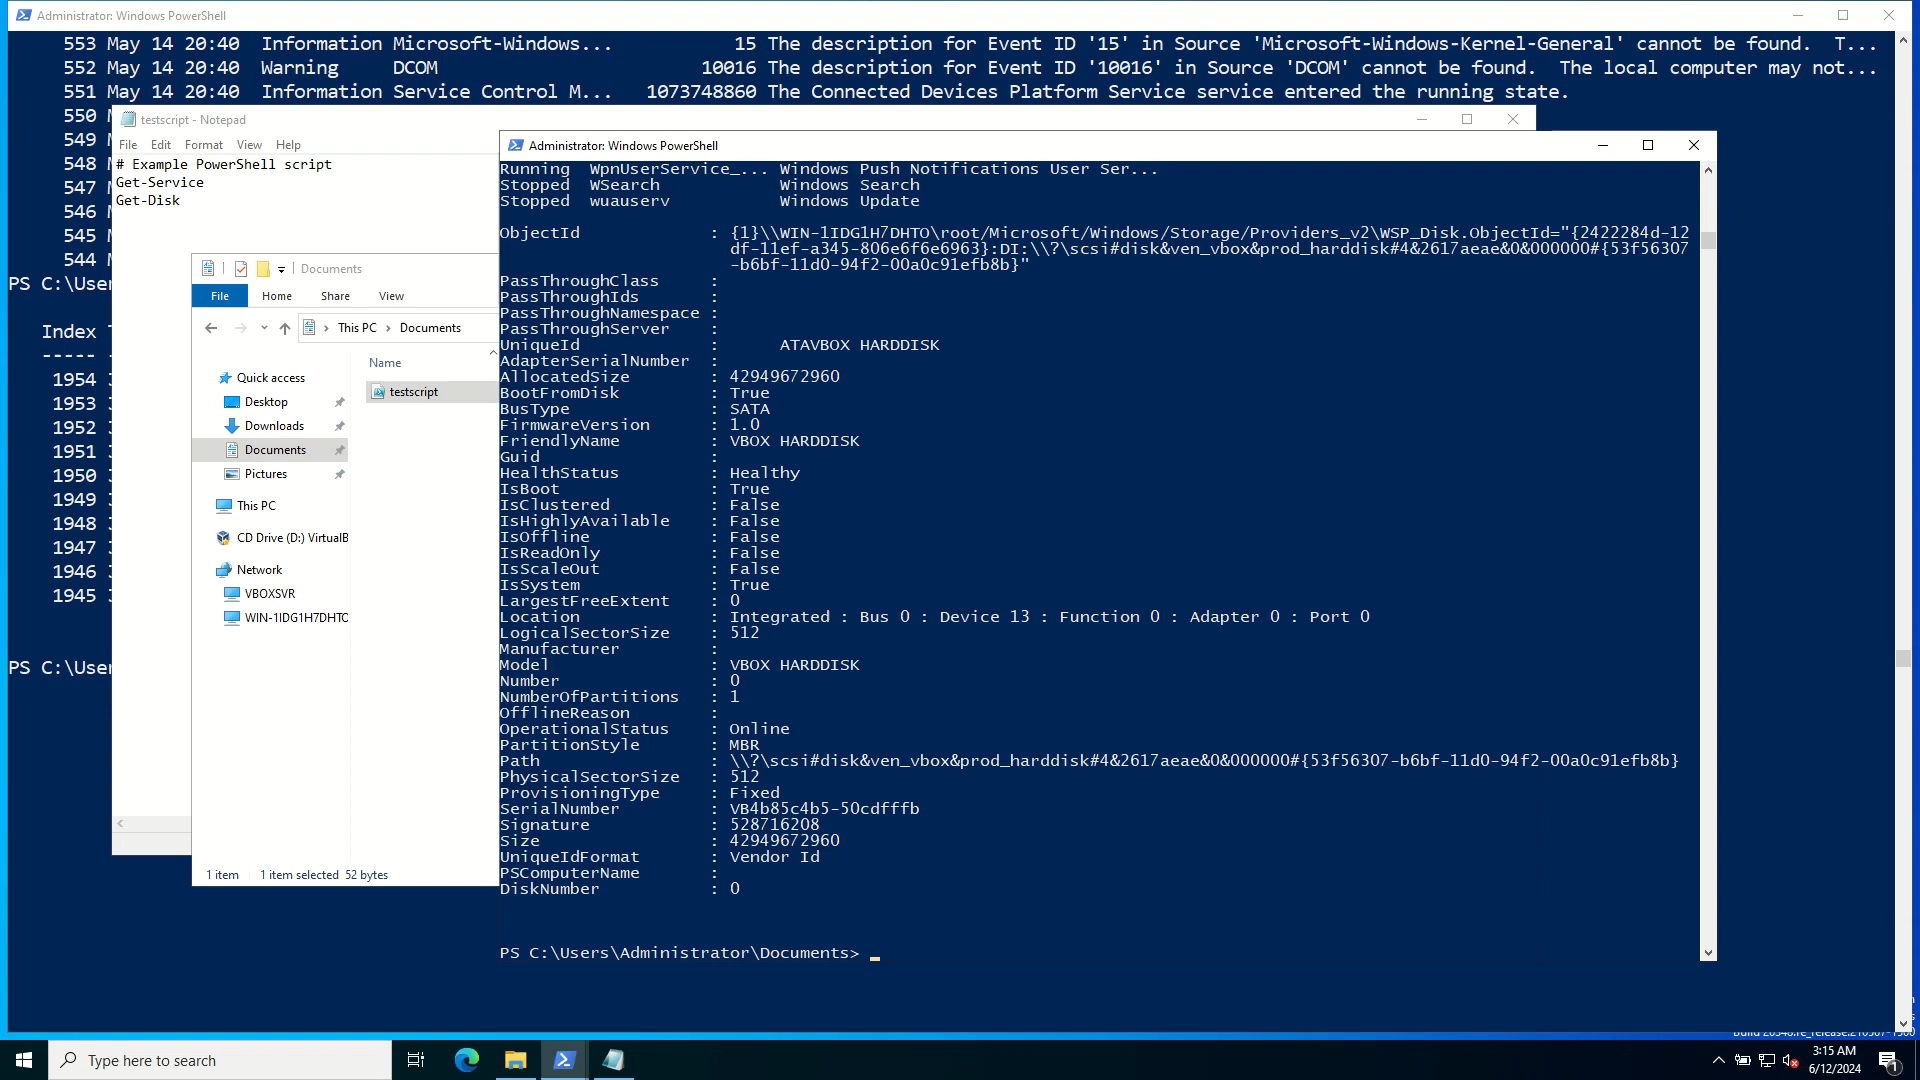 Administrator: Windows PowerShell
553 May 14 20:40 Information Microsoft-Windows... 15 The description for Event ID '15' in Source 'Microsoft-Windows-Kernel-General' cannot be found. T...
552 May 14 20:40 Warning DCOM 10016 The description for Event ID '10016' in Source 'DCOM' cannot be found. The local computer may not...
551 May 14 20:40 Information Service Control M... 1073748860 The Connected Devices Platform Service service entered the running state.
550
549
548
547
546
545
544
PS C:\User
Index
-----
1954
1953
1952
1951
1950
1949
1948
1947
1946
1945
PS C:\User
testscript - Notepad
File Edit Format View Help
# Example PowerShell script
Get-Service
Get-Disk
Documents
File Home Share View
This PC > Documents
Name
testscript
Quick access
Desktop
Downloads
Documents
Pictures
This PC
CD Drive (D:) VirtualB
Network
VBOXSVR
WIN-1IDG1H7DHTO
1 item 1 item selected 52 bytes
Administrator: Windows PowerShell
Running WpnUserService_... Windows Push Notifications User Ser...
Stopped WSearch Windows Search
Stopped wuauserv Windows Update
ObjectId : {1}\\WIN-1IDG1H7DHTO\root/Microsoft/Windows/Storage/Providers_v2\WSP_Disk.ObjectId="{2422284d-12
df-11ef-a345-806e6f6e6963}:DI:\\?\scsi#disk&ven_vbox&prod_harddisk#4&2617aeae&0&000000#{53f56307
-b6bf-11d0-94f2-00a0c91efb8b}"
PassThroughClass :
PassThroughIds :
PassThroughNamespace :
PassThroughServer :
UniqueId : ATAVBOX HARDDISK
AdapterSerialNumber :
AllocatedSize : 42949672960
BootFromDisk : True
BusType : SATA
FirmwareVersion : 1.0
FriendlyName : VBOX HARDDISK
Guid :
HealthStatus : Healthy
IsBoot : True
IsClustered : False
IsHighlyAvailable : False
IsOffline : False
IsReadOnly : False
IsScaleOut : False
IsSystem : True
LargestFreeExtent : 0
Location : Integrated : Bus 0 : Device 13 : Function 0 : Adapter 0 : Port 0
LogicalSectorSize : 512
Manufacturer :
Model : VBOX HARDDISK
Number : 0
NumberOfPartitions : 1
OfflineReason :
OperationalStatus : Online
PartitionStyle : MBR
Path : \\?\scsi#disk&ven_vbox&prod_harddisk#4&2617aeae&0&000000#{53f56307-b6bf-11d0-94f2-00a0c91efb8b}
PhysicalSectorSize : 512
ProvisioningType : Fixed
SerialNumber : VB4b85c4b5-50cdfffb
Signature : 528716208
Size : 42949672960
UniqueIdFormat : Vendor Id
PSComputerName :
DiskNumber : 0
PS C:\Users\Administrator\Documents>
Type here to search
3:15 AM
6/12/2024
1